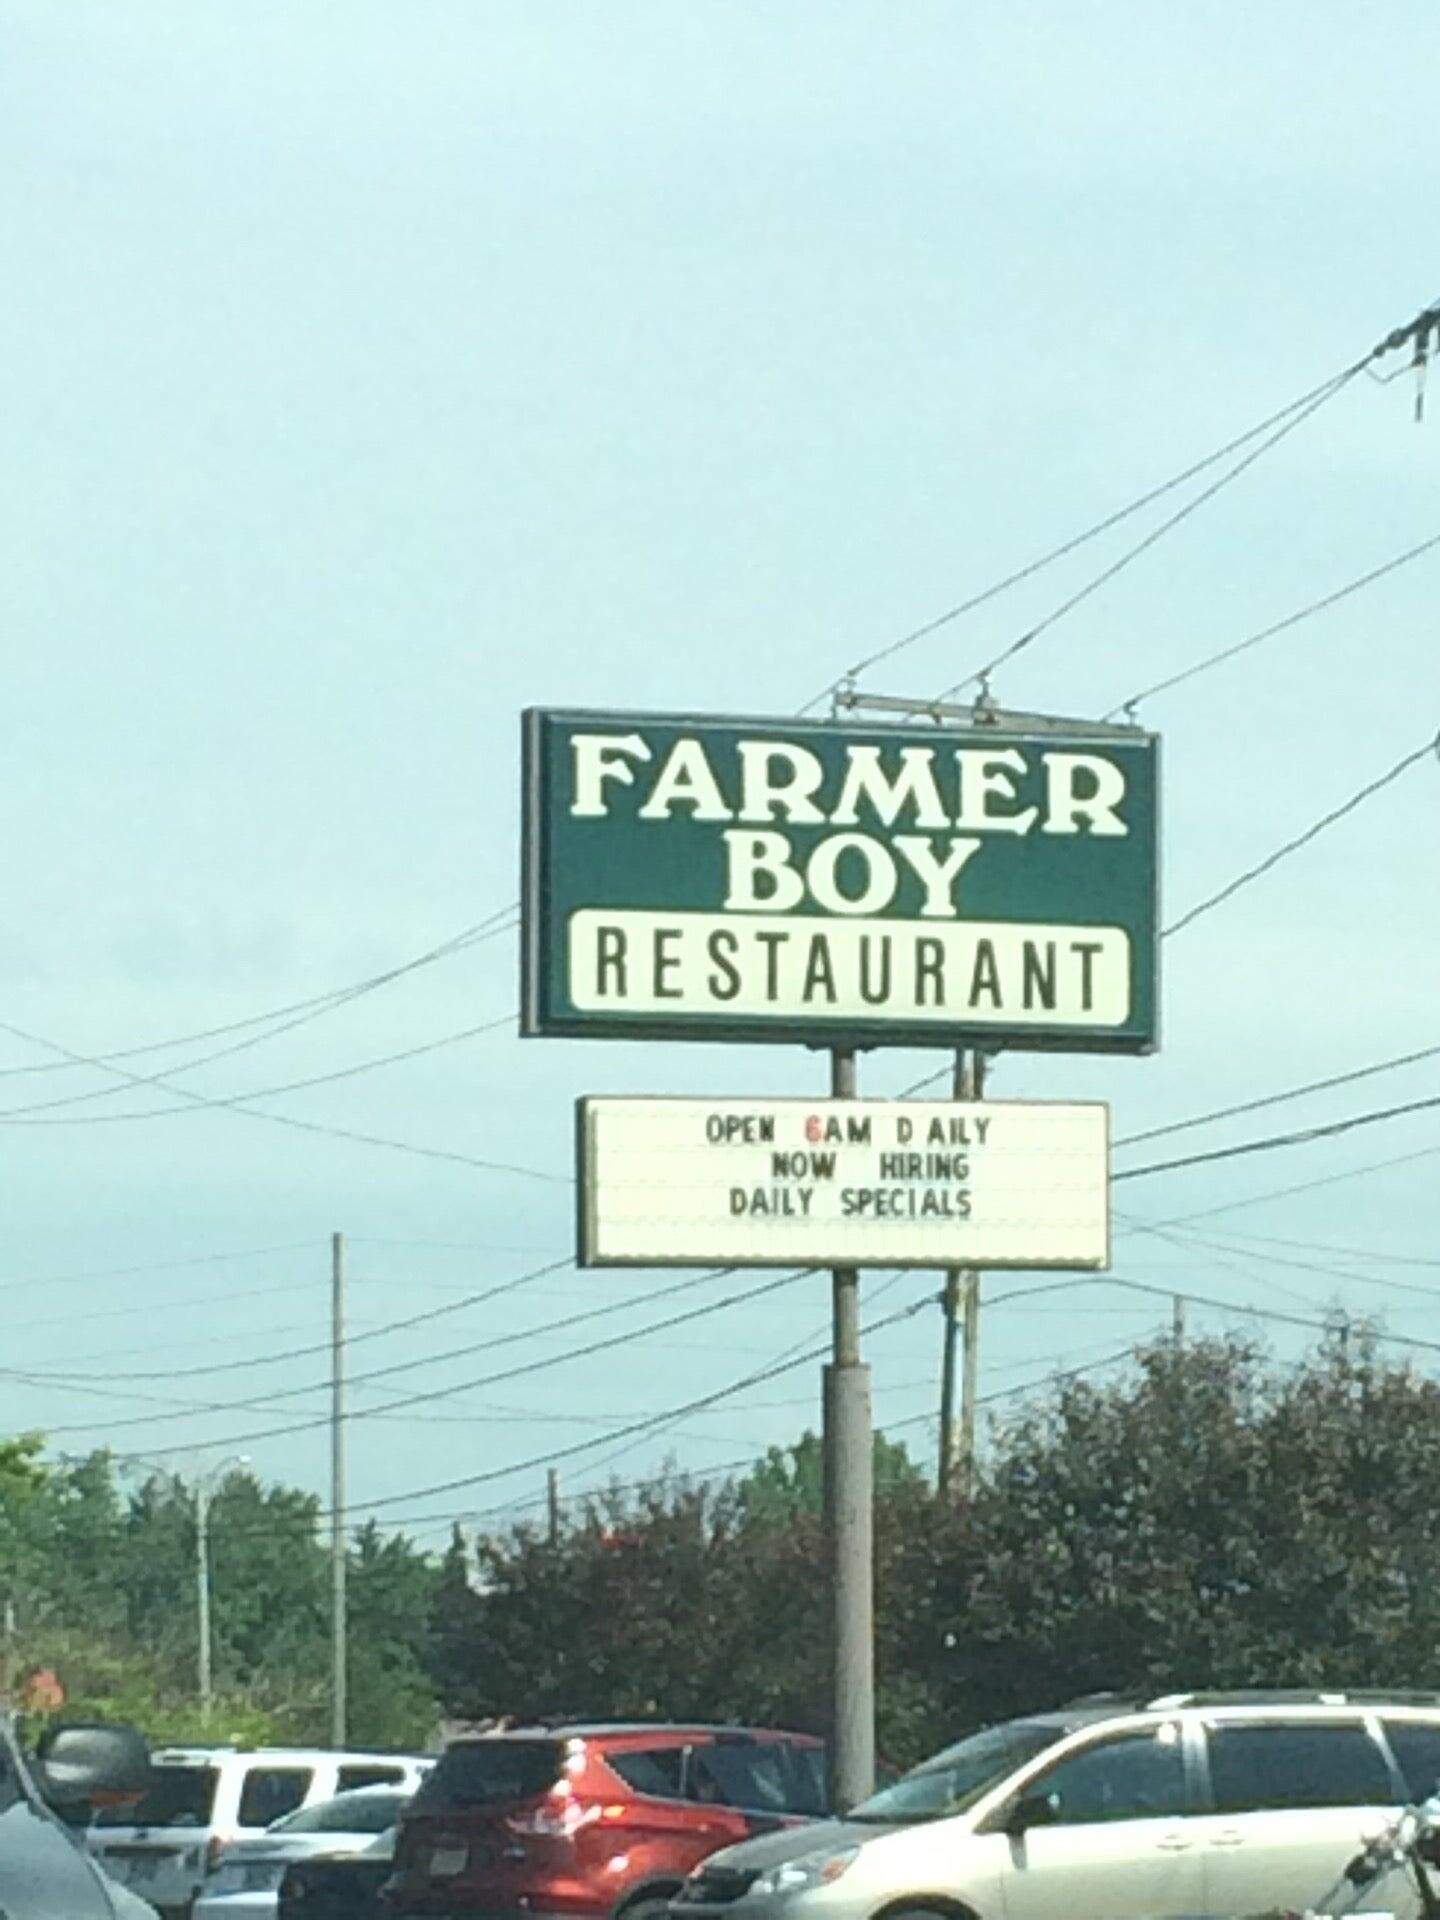 FARMER
BOY
RESTAURANT
OPEN 6AM DAILY
NOW HIRING
DAILY SPECIALS